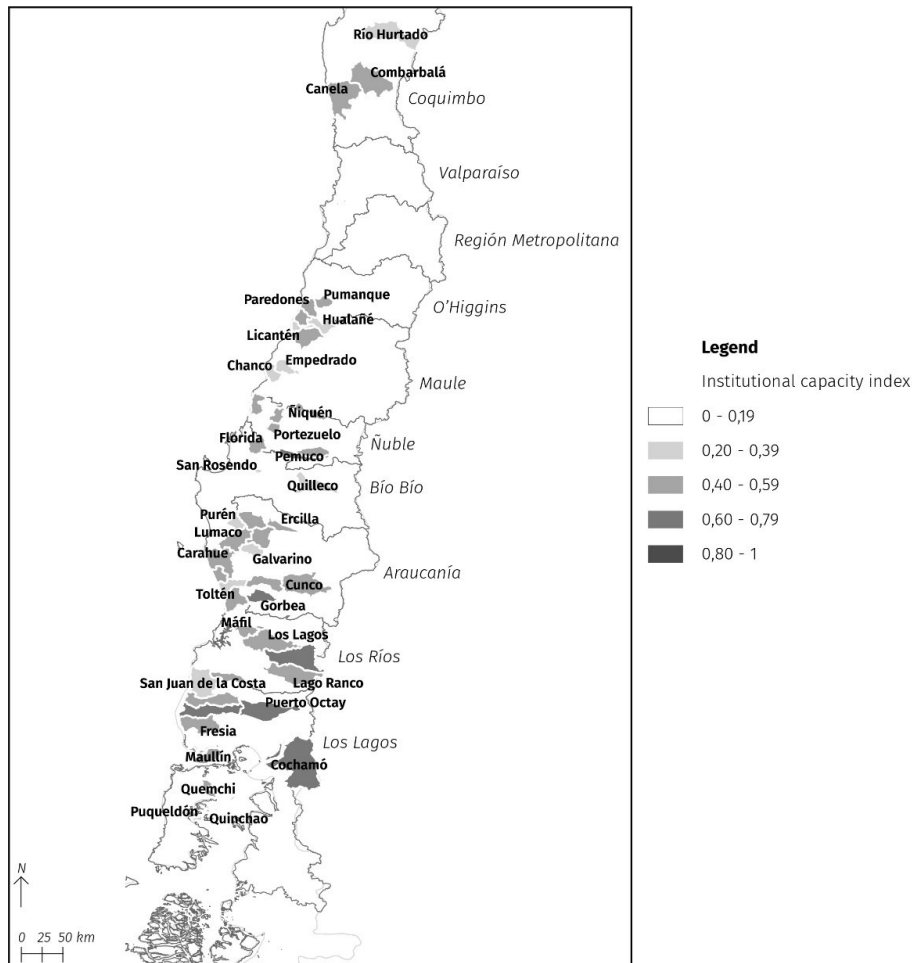 Río Hurtado
Combarbalá
Canela
Coquimbo
Valparaíso
Región Metropolitana
Paredones
Pumanque
O'Higgins
Hualañé
Licantén
Chanco
Empedrado
Maule
Ñiquén
Florida
Portezuelo
Ñuble
Pemuco
San Rosendo
Quilleco
Bío Bío
Purén
Ercilla
Lumaco
Carahue
Galvarino
Araucanía
Cunco
Toltén
Gorbea
Máfil
Los Lagos
Los Ríos
San Juan de la Costa
Lago Ranco
Puerto Octay
Fresia
Los Lagos
Maullín
Cochamó
Quemchi
Puqueldón
Quinchao
N
0 25 50 km
Legend
Institutional capacity index
0 - 0,19
0,20 - 0,39
0,40 - 0,59
0,60 - 0,79
0,80 - 1